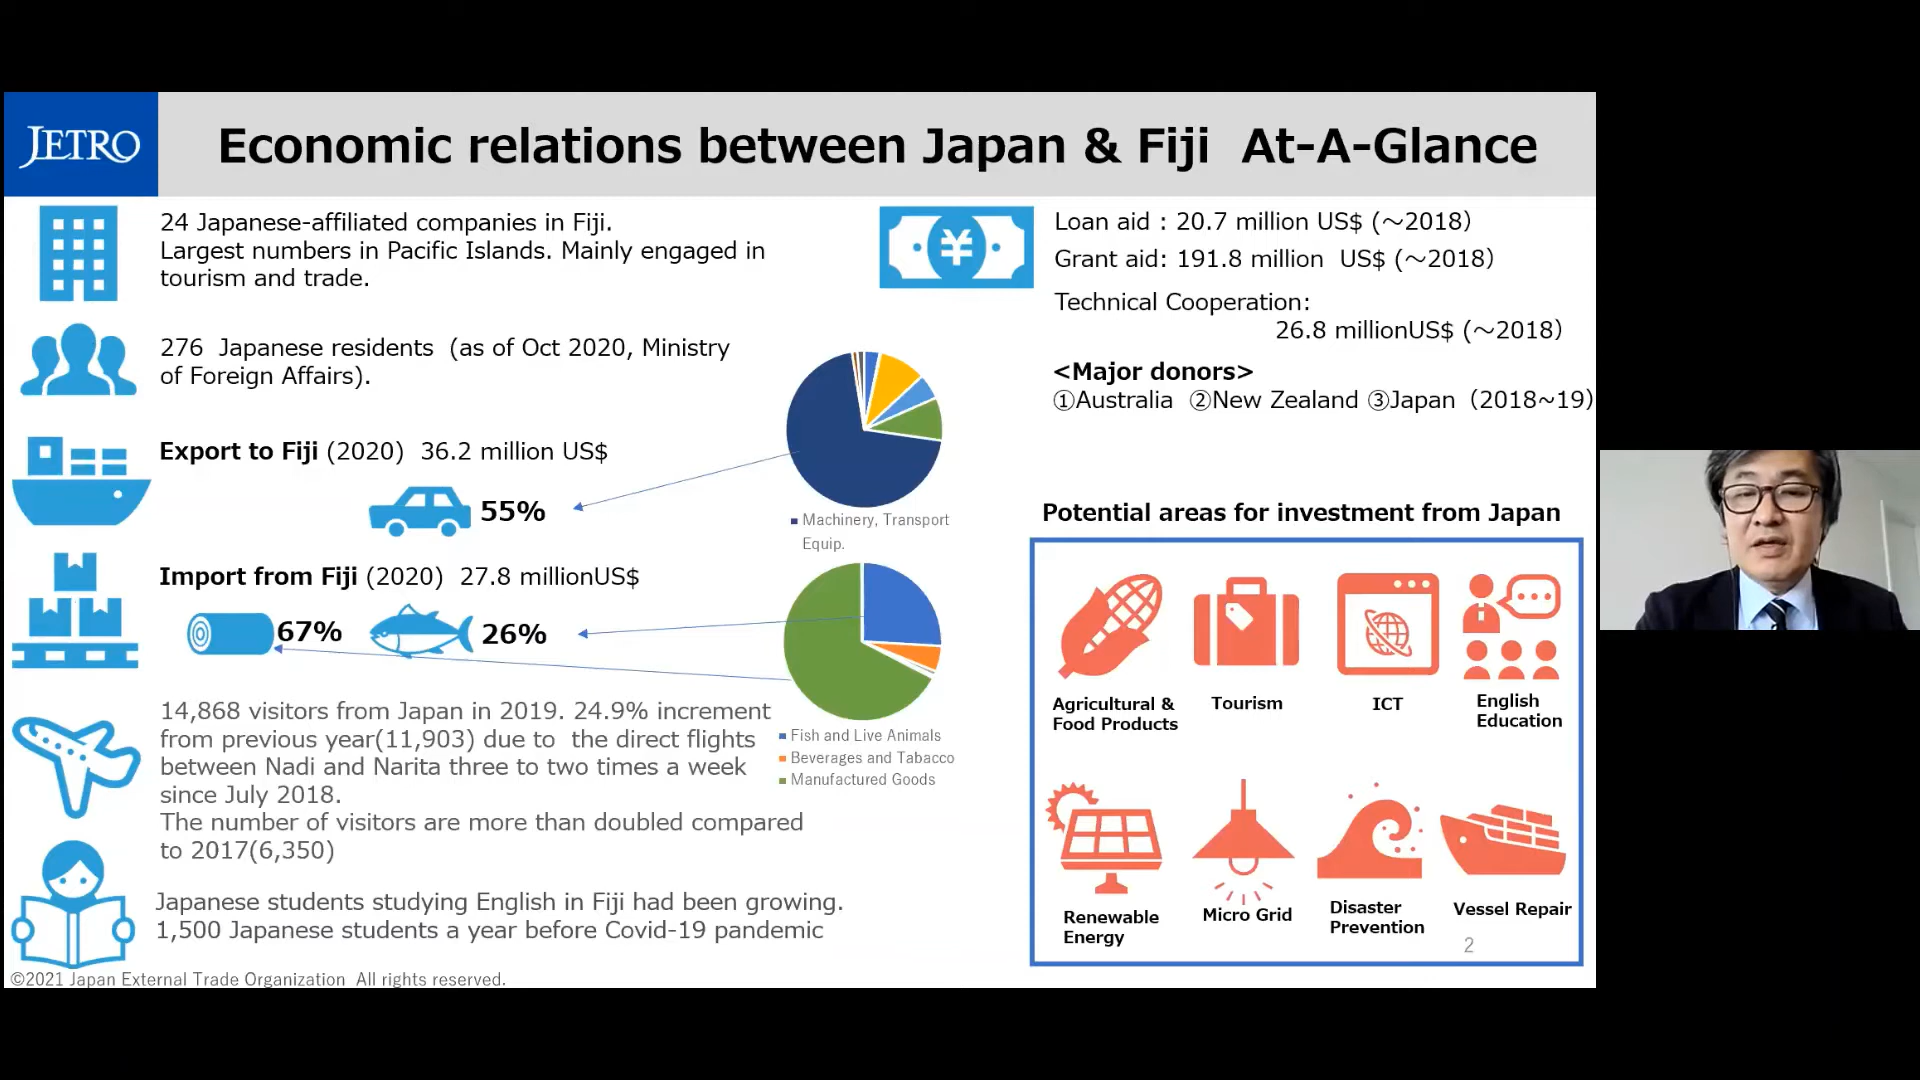 JETRO
Economic relations between Japan & Fiji At-A-Glance
24 Japanese-affiliated companies in Fiji.
Largest numbers in Pacific Islands. Mainly engaged in
tourism and trade.
276 Japanese residents (as of Oct 2020, Ministry
of Foreign Affairs).
Export to Fiji (2020) 36.2 million US$
55%
Machinery, Transport
Equip.
Import from Fiji (2020) 27.8 millionUS$
67%
26%
Fish and Live Animals
Beverages and Tabacco
Manufactured Goods
14,868 visitors from Japan in 2019. 24.9% increment
from previous year(11,903) due to the direct flights
between Nadi and Narita three to two times a week
since July 2018.
The number of visitors are more than doubled compared
to 2017(6,350)
Japanese students studying English in Fiji had been growing.
1,500 Japanese students a year before Covid-19 pandemic
¥
Loan aid : 20.7 million US$ (～2018)
Grant aid: 191.8 million US$ (～2018)
Technical Cooperation:
26.8 millionUS$ (～2018)
<Major donors>
①Australia ②New Zealand ③Japan (2018~19)
Potential areas for investment from Japan
Agricultural &
Food Products
Tourism
ICT
English
Education
Renewable
Energy
Micro Grid
Disaster
Prevention
Vessel Repair
2
©2021 Japan External Trade Organization All rights reserved.